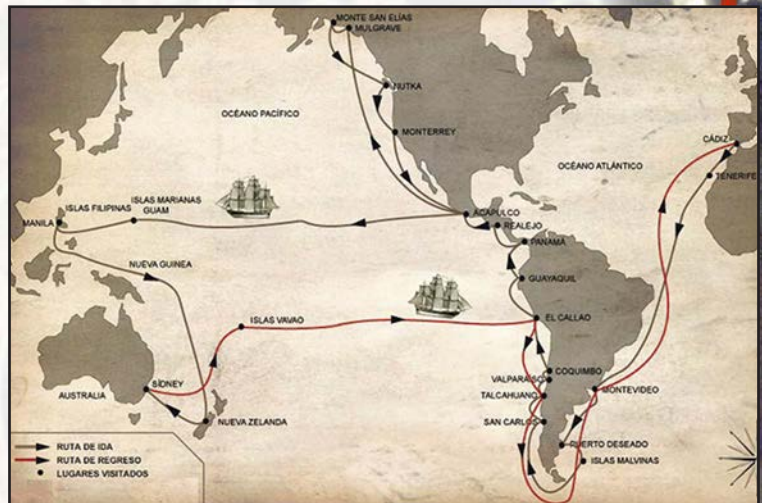 MONTE SAN ELÍAS
MULGRAVE
NUTKA
OCÉANO PACÍFICO
MONTERREY
CÁDIZ
OCÉANO ATLÁNTICO
TENERIFE
ISLAS FILIPINAS
ISLAS MARIANAS
GUAM
MANILA
ACAPULCO
REALEJO
PANAMÁ
NUEVA GUINEA
GUAYAQUIL
ISLAS VAVAO
EL CALLAO
COQUIMBO
VALPARAÍSO
SÍDNEY
AUSTRALIA
TALCAHUANO
MONTEVIDEO
NUEVA ZELANDA
SAN CARLOS
PUERTO DESEADO
ISLAS MALVINAS
RUTA DE IDA
RUTA DE REGRESO
LUGARES VISITADOS